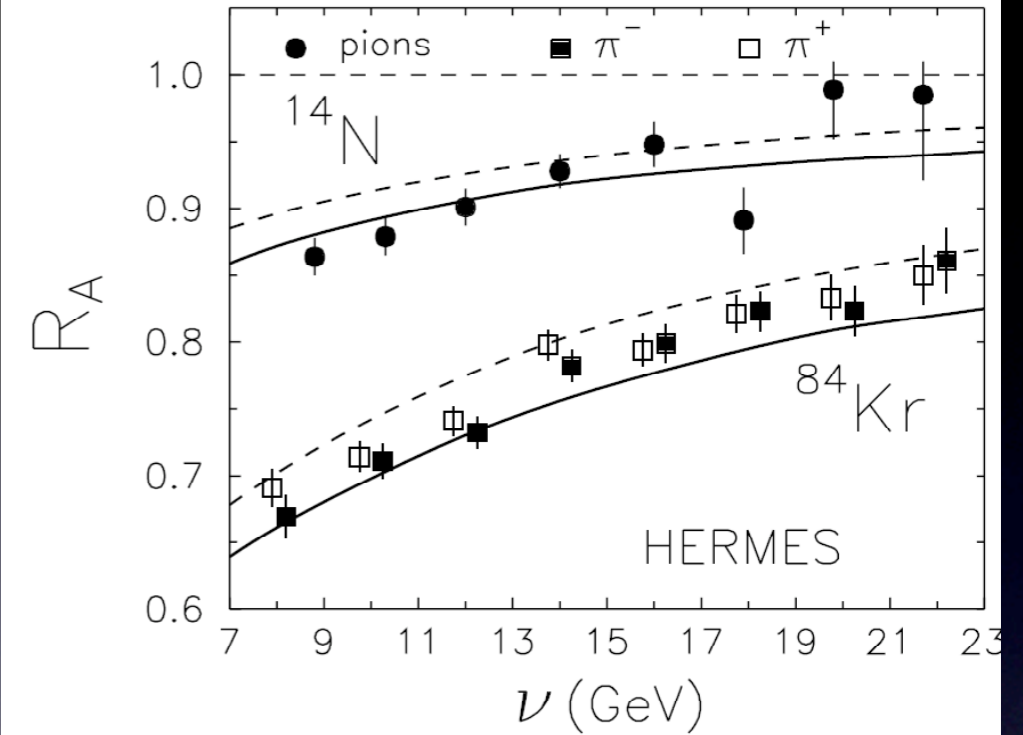 pions π⁻ π⁺
1.0
¹⁴N
0.9
R_A
0.8
⁸⁴Kr
0.7
HERMES
0.6
7 9 11 13 15 17 19 21 23
ν (GeV)